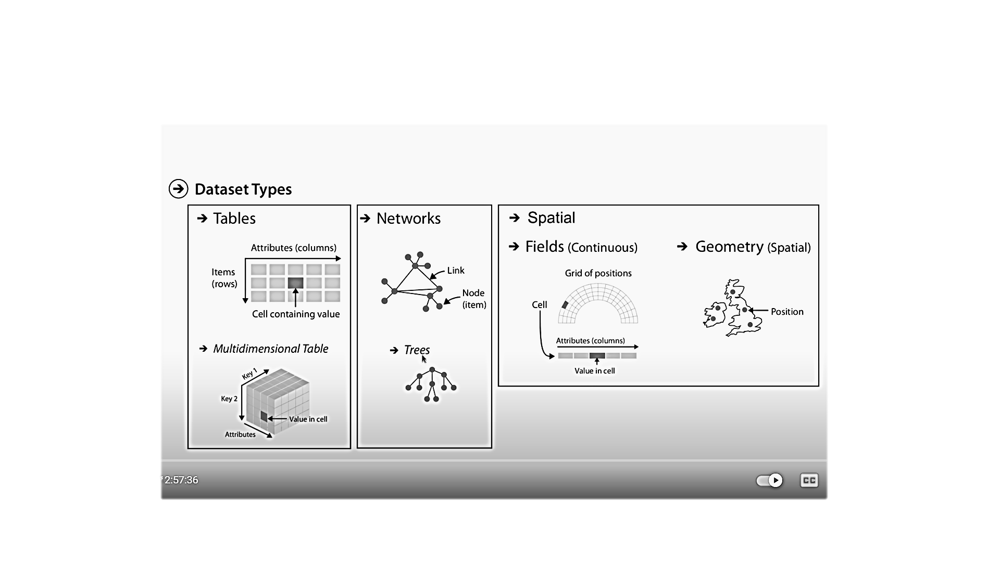 Dataset Types
Tables
Attributes (columns)
Items
(rows)
Cell containing value
Multidimensional Table
Key 1
Key 2
Value in cell
Attributes
Networks
Link
Node
(item)
Trees
Spatial
Fields (Continuous)
Grid of positions
Cell
Attributes (columns)
Value in cell
Geometry (Spatial)
Position
2:57:36
CC